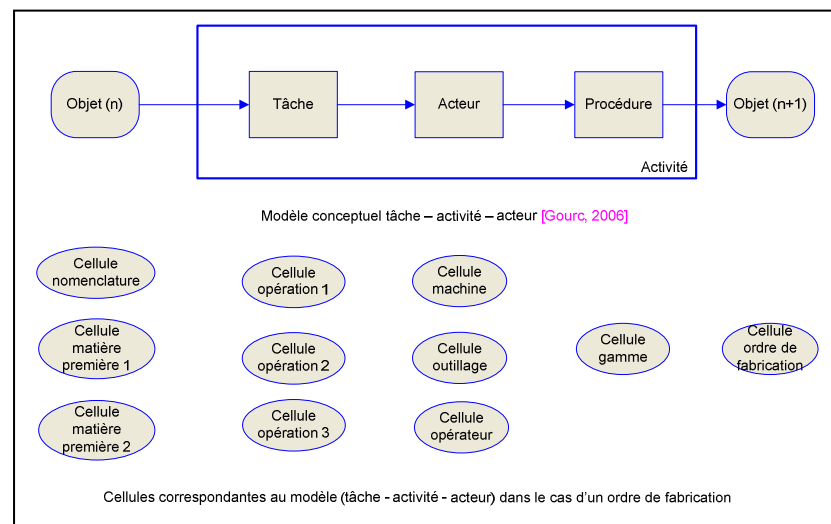 Objet (n)
Tâche
Acteur
Procédure
Objet (n+1)
Activité
Modèle conceptuel tâche – activité – acteur [Gourc, 2006]
Cellule
nomenclature
Cellule
opération 1
Cellule
machine
Cellule
matière
première 1
Cellule
opération 2
Cellule
outillage
Cellule
gamme
Cellule
ordre de
fabrication
Cellule
matière
première 2
Cellule
opération 3
Cellule
opérateur
Cellules correspondantes au modèle (tâche - activité - acteur) dans le cas d'un ordre de fabrication